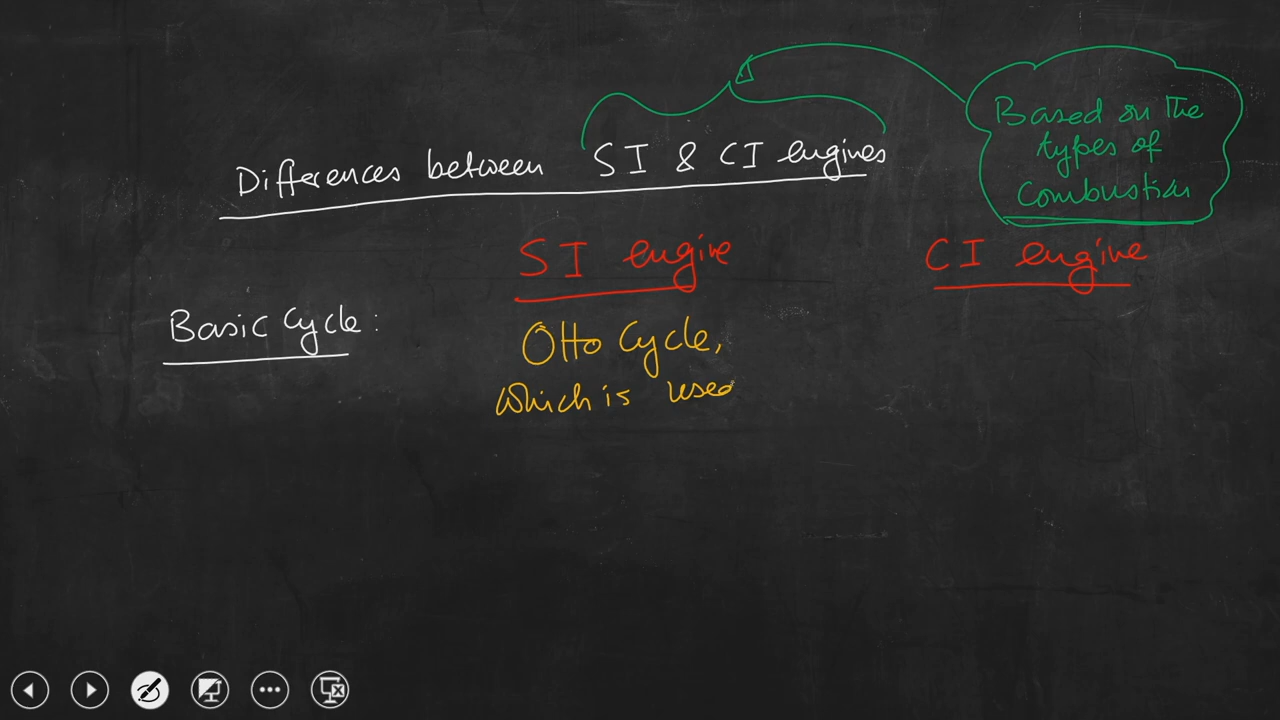 Based on the
types of
Combustion
Differences between SI & CI engines
SI engine
CI engine
Basic Cycle:
Otto Cycle,
which is used